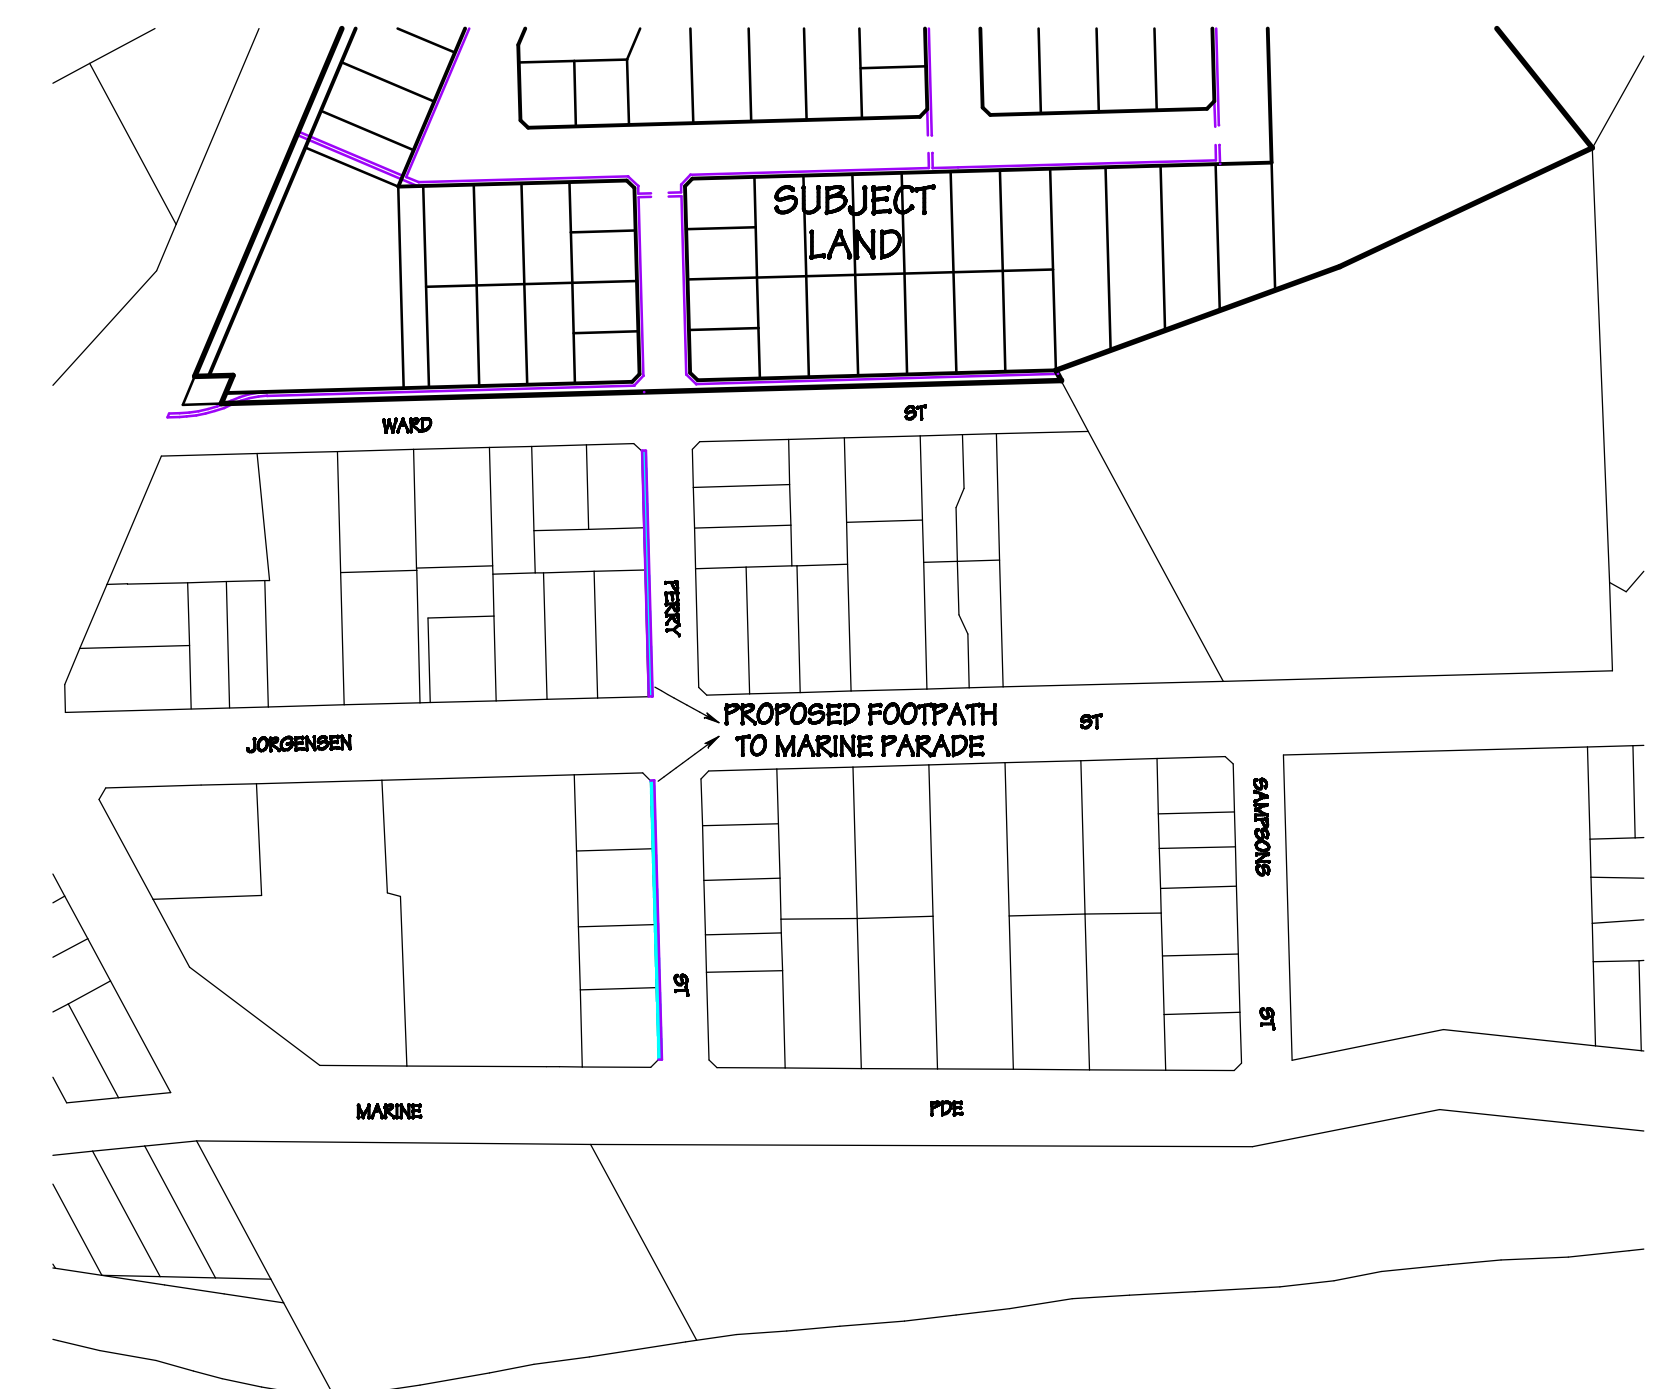 SUBJECT
LAND
WARD
ST
PERRY
PROPOSED FOOTPATH
TO MARINE PARADE
ST
JORGENSEN
SAMPSONS
ST
ST
MARINE
PDE